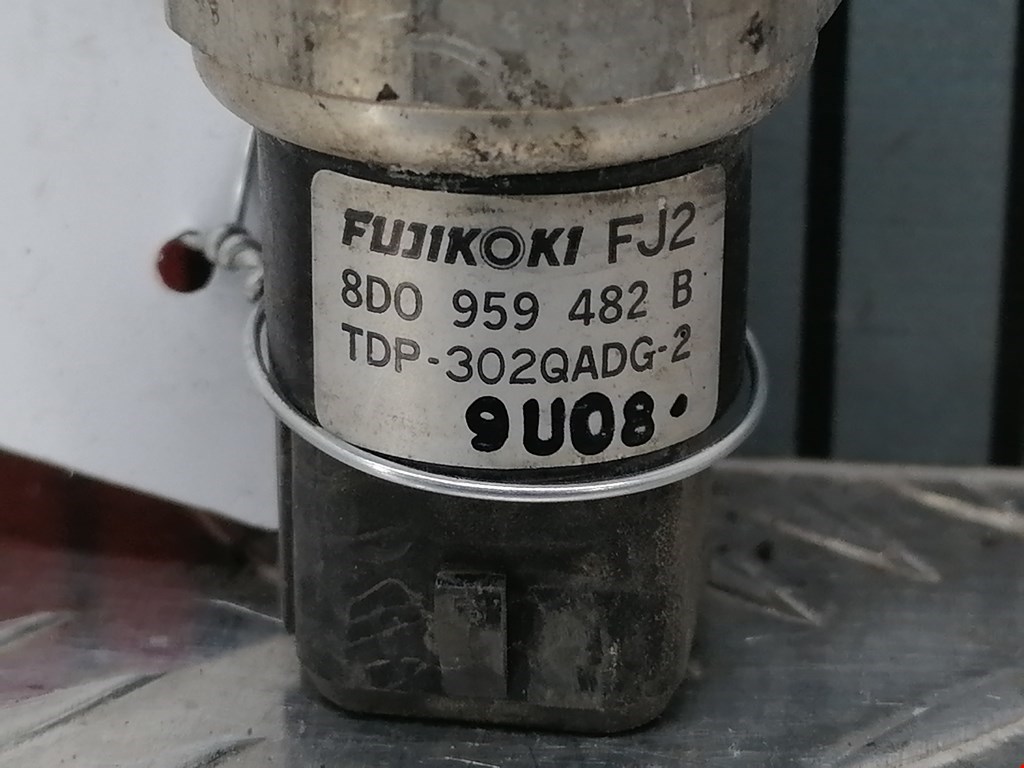 FUJIKOKI FJ2
8D0 959 482 B
TDP-302QADG-2
9U08•